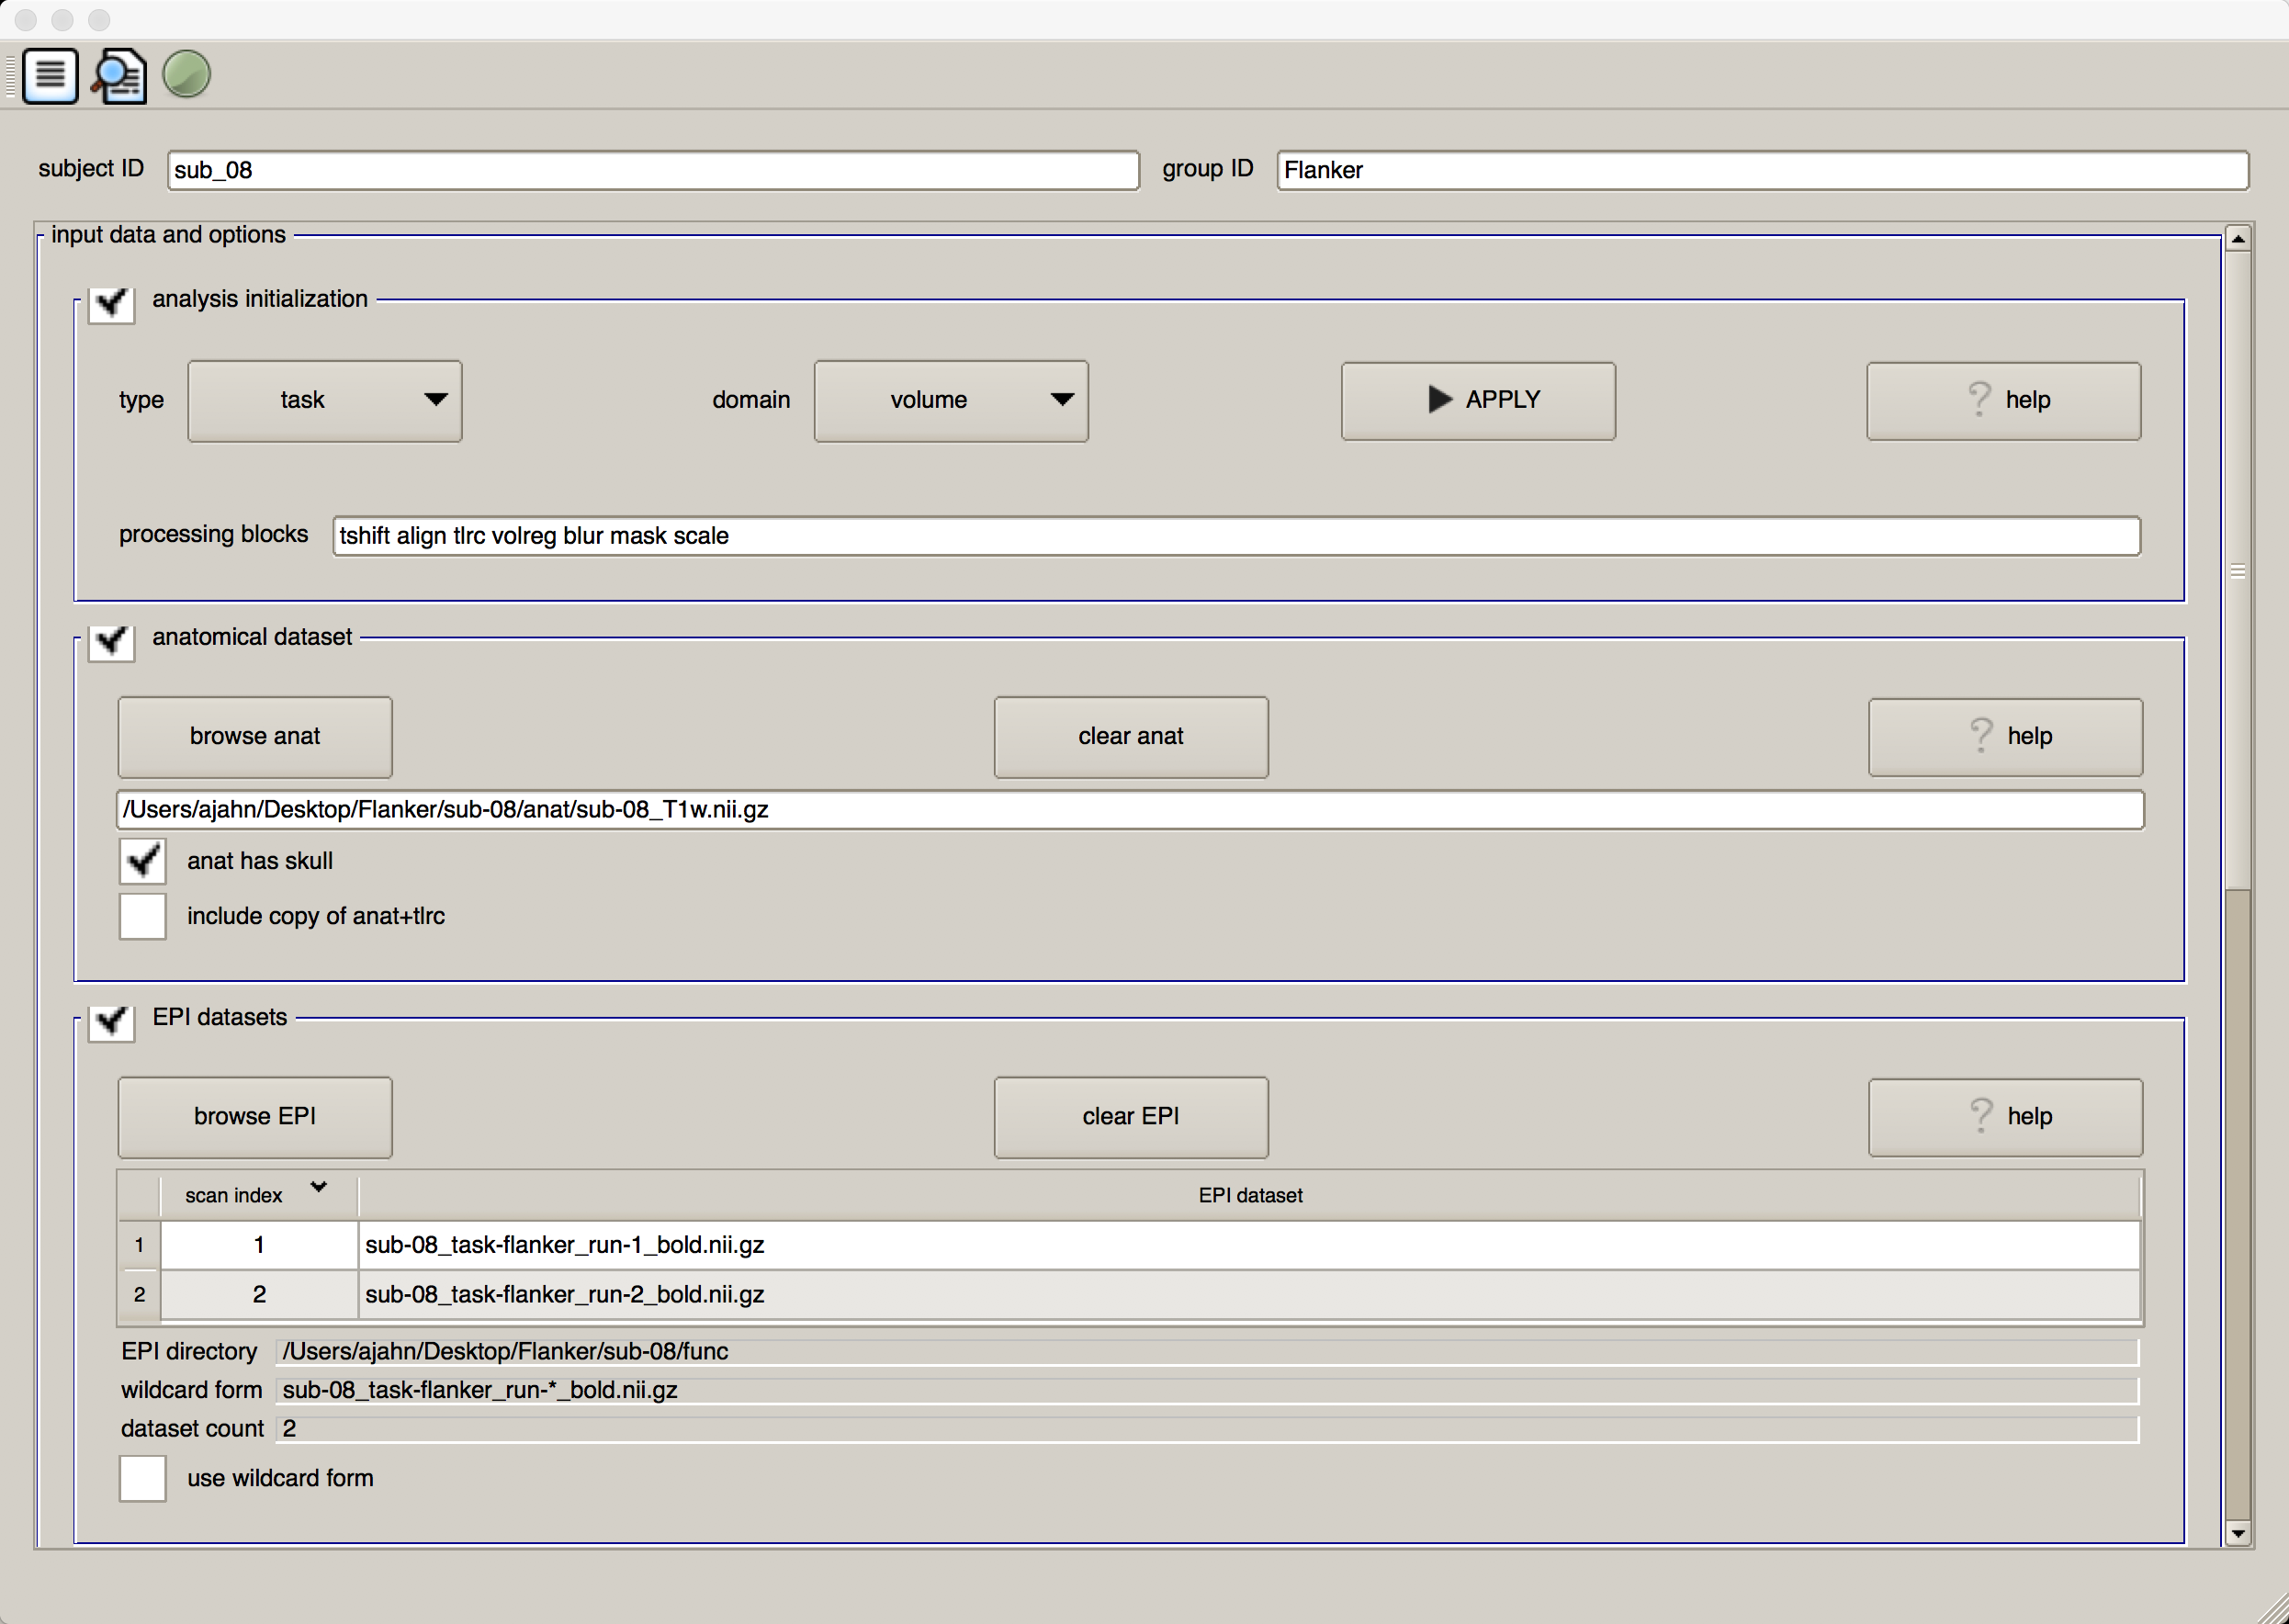 subject ID sub_08 group ID Flanker
input data and options
analysis initialization
type task domain volume APPLY ? help
processing blocks tshift align tlrc volreg blur mask scale
anatomical dataset
browse anat clear anat ? help
/Users/ajahn/Desktop/Flanker/sub-08/anat/sub-08_T1w.nii.gz
anat has skull
include copy of anat+tlrc
EPI datasets
browse EPI clear EPI ? help
scan index EPI dataset
1 1 sub-08_task-flanker_run-1_bold.nii.gz
2 2 sub-08_task-flanker_run-2_bold.nii.gz
EPI directory /Users/ajahn/Desktop/Flanker/sub-08/func
wildcard form sub-08_task-flanker_run-*_bold.nii.gz
dataset count 2
use wildcard form